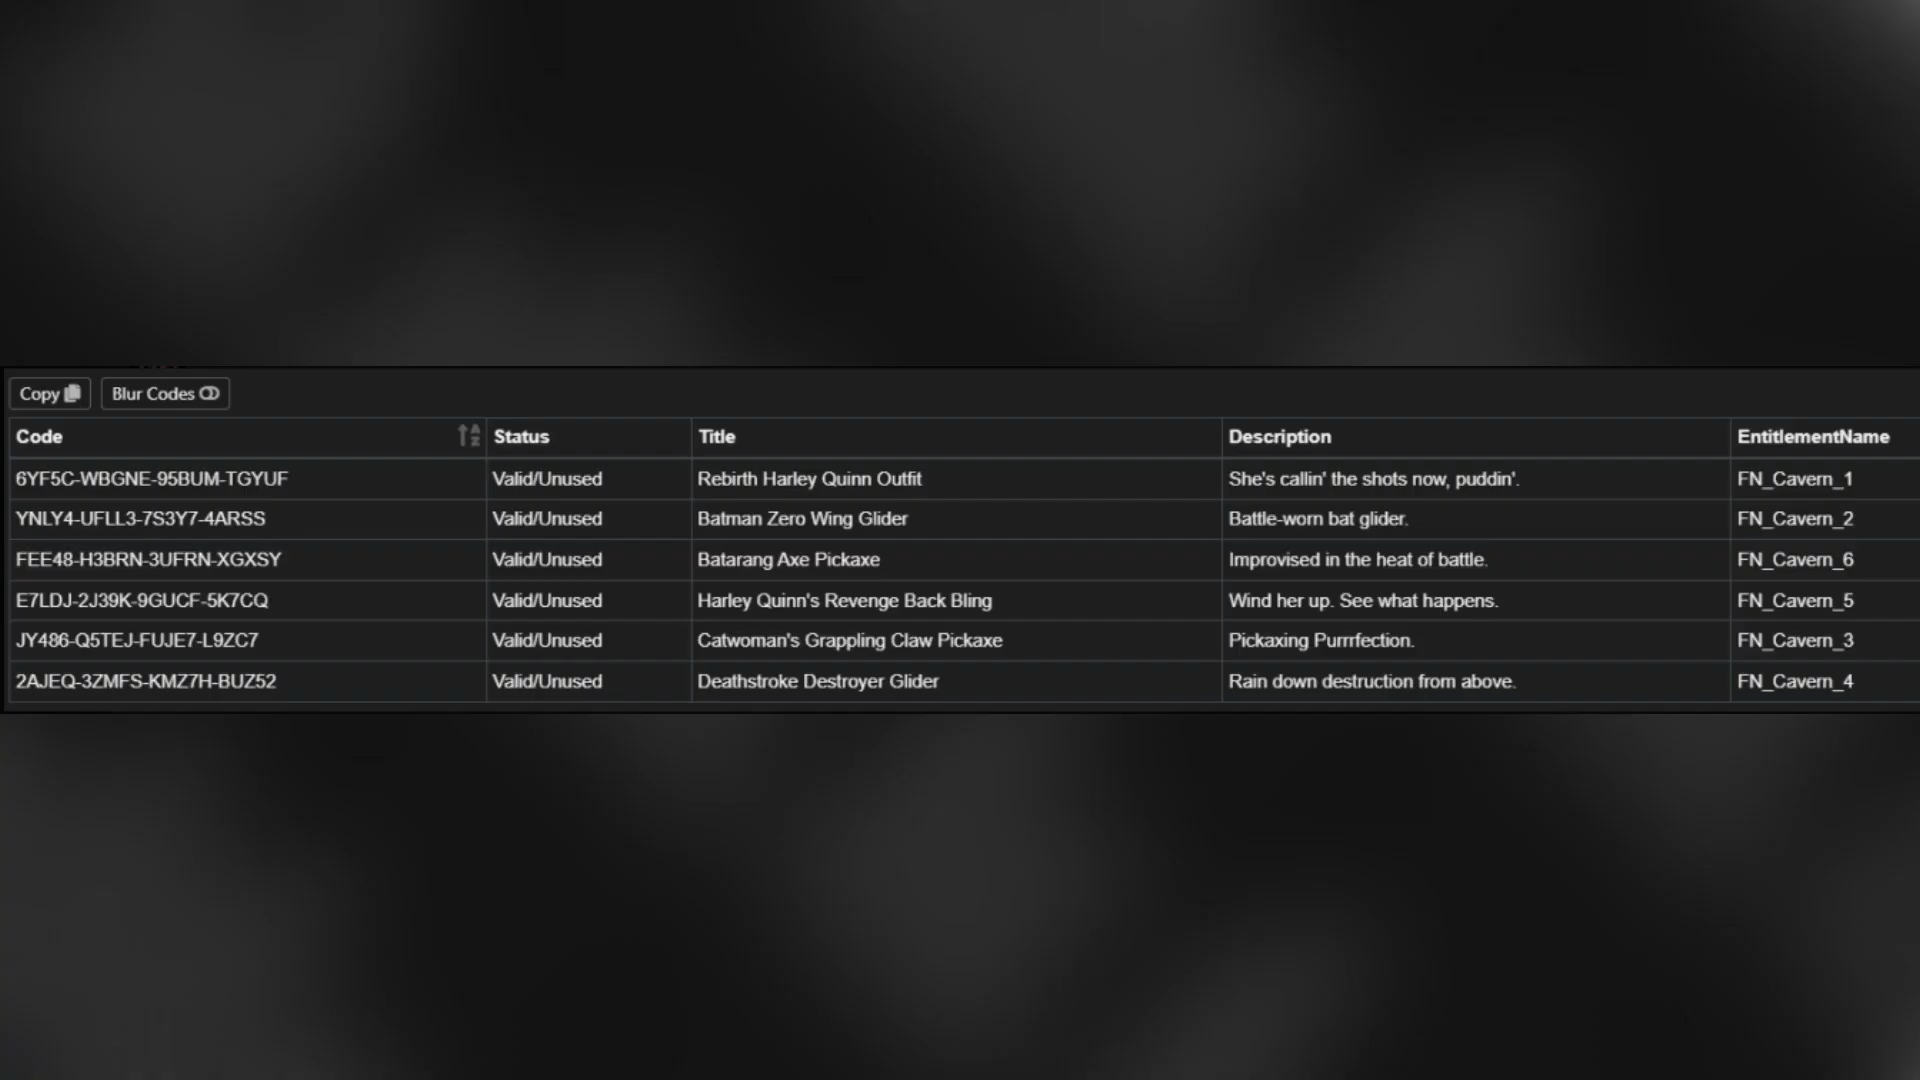 Copy Blur Codes
Code Status Title Description EntitlementName
6YF5C-WBGNE-95BUM-TGYUF Valid/Unused Rebirth Harley Quinn Outfit She's callin' the shots now, puddin'. FN_Cavern_1
YNLY4-UFLL3-7S3Y7-4ARSS Valid/Unused Batman Zero Wing Glider Battle-worn bat glider. FN_Cavern_2
FEE48-H3BRN-3UFRN-XGXSY Valid/Unused Batarang Axe Pickaxe Improvised in the heat of battle. FN_Cavern_6
E7LDJ-2J39K-9GUCF-5K7CQ Valid/Unused Harley Quinn's Revenge Back Bling Wind her up. See what happens. FN_Cavern_5
JY486-Q5TEJ-FUJE7-L9ZC7 Valid/Unused Catwoman's Grappling Claw Pickaxe Pickaxing Purrrfection. FN_Cavern_3
2AJEQ-3ZMFS-KMZ7H-BUZ52 Valid/Unused Deathstroke Destroyer Glider Rain down destruction from above. FN_Cavern_4